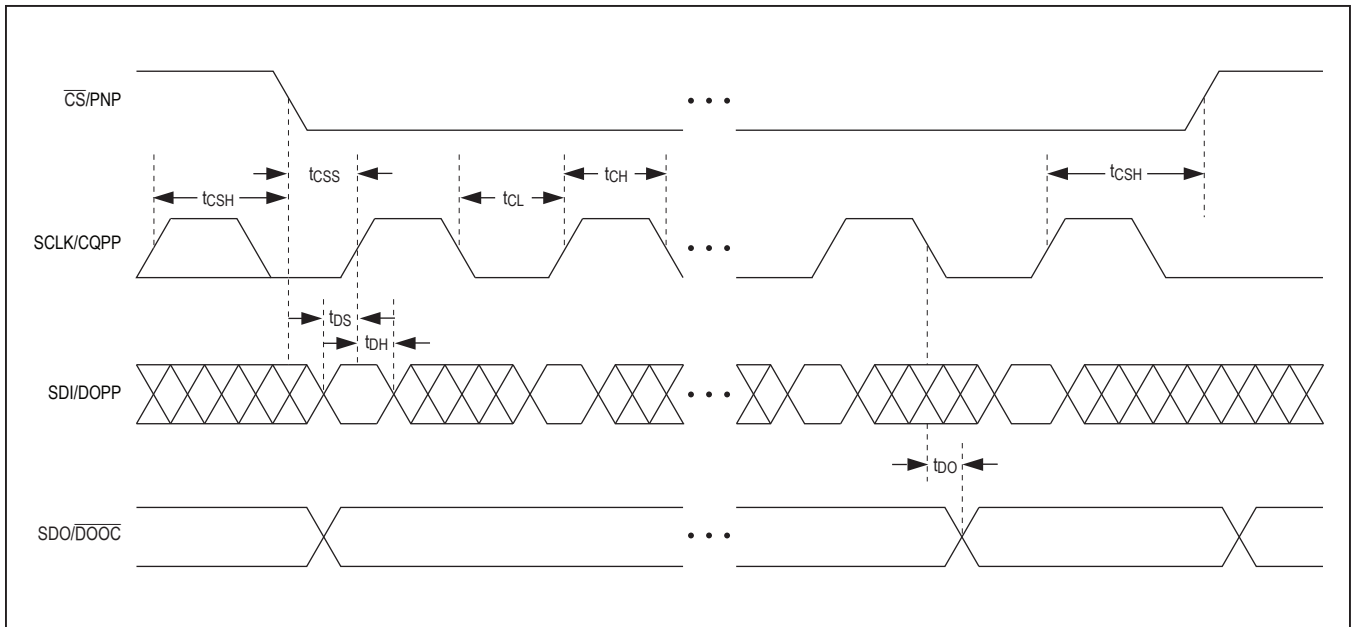 CS/PNP
tCSH
tCSS
tCL
tCH
tCSH
SCLK/CQPP
tDS
tDH
SDI/DOPP
tDO
SDO/DOOC